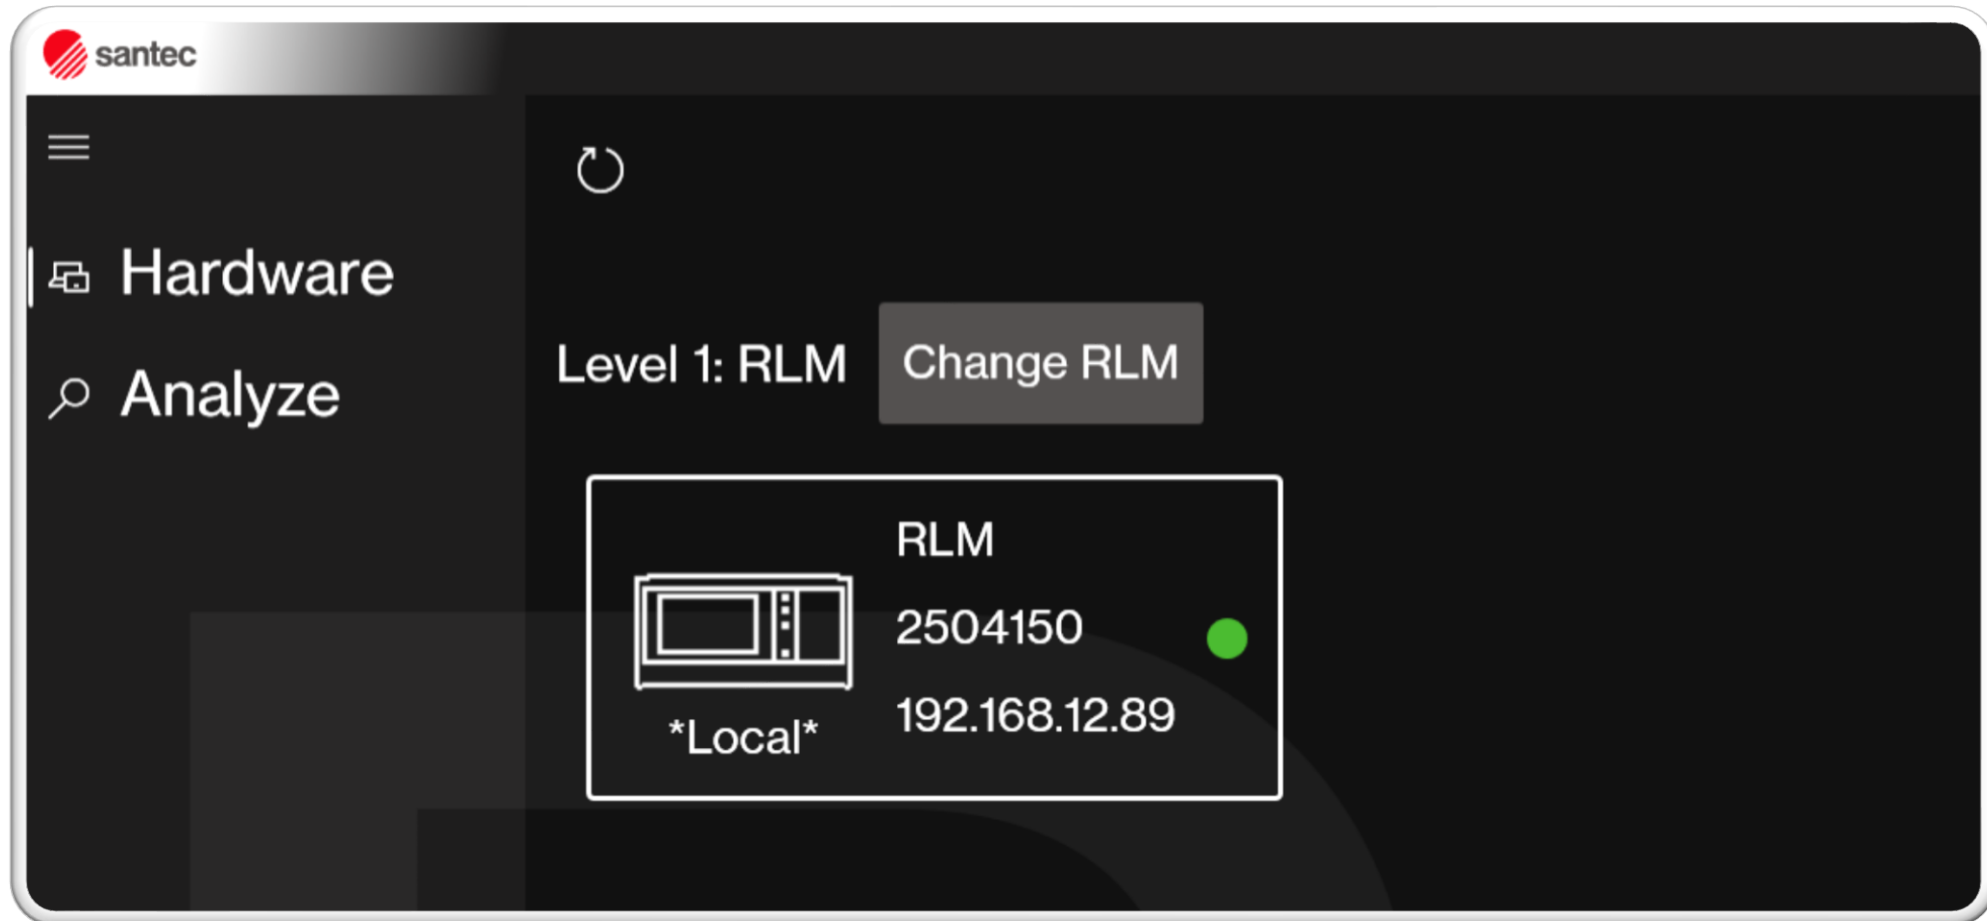 santec
Hardware
Analyze
Level 1: RLM
Change RLM
RLM
2504150
192.168.12.89
*Local*